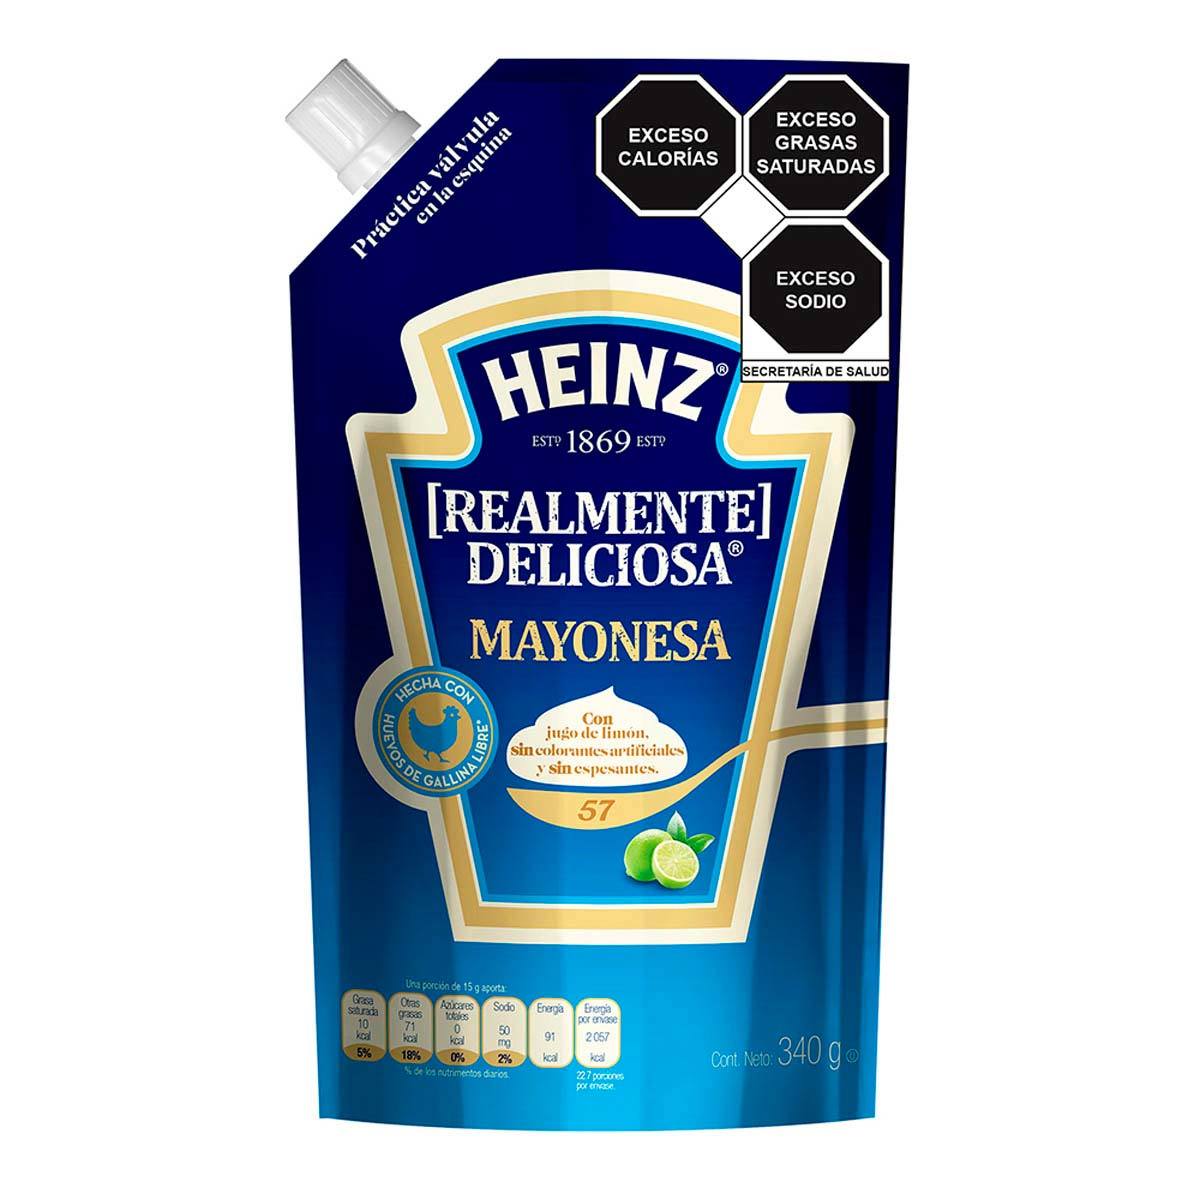 Práctica válvula
en la esquina
EXCESO
CALORÍAS
EXCESO
GRASAS
SATURADAS
EXCESO
SODIO
SECRETARÍA DE SALUD
HEINZ®
ESTD 1869 ESTD
[REALMENTE]
DELICIOSA®
MAYONESA
HECHA CON
HUEVOS DE GALLINA LIBRE*
Con
jugo de limón,
sin colorantes artificiales
y sin espesantes.
57
Una porción de 15 g aporta:
Grasa
saturada
10
kcal
5%
Otras
grasas
71
kcal
18%
Azúcares
totales
0
kcal
0%
Sodio
50
mg
2%
Energía
91
kcal
Energía
por envase
2 057
kcal
% de los nutrimentos diarios.
22.7 porciones
por envase.
Cont. Neto: 340 g